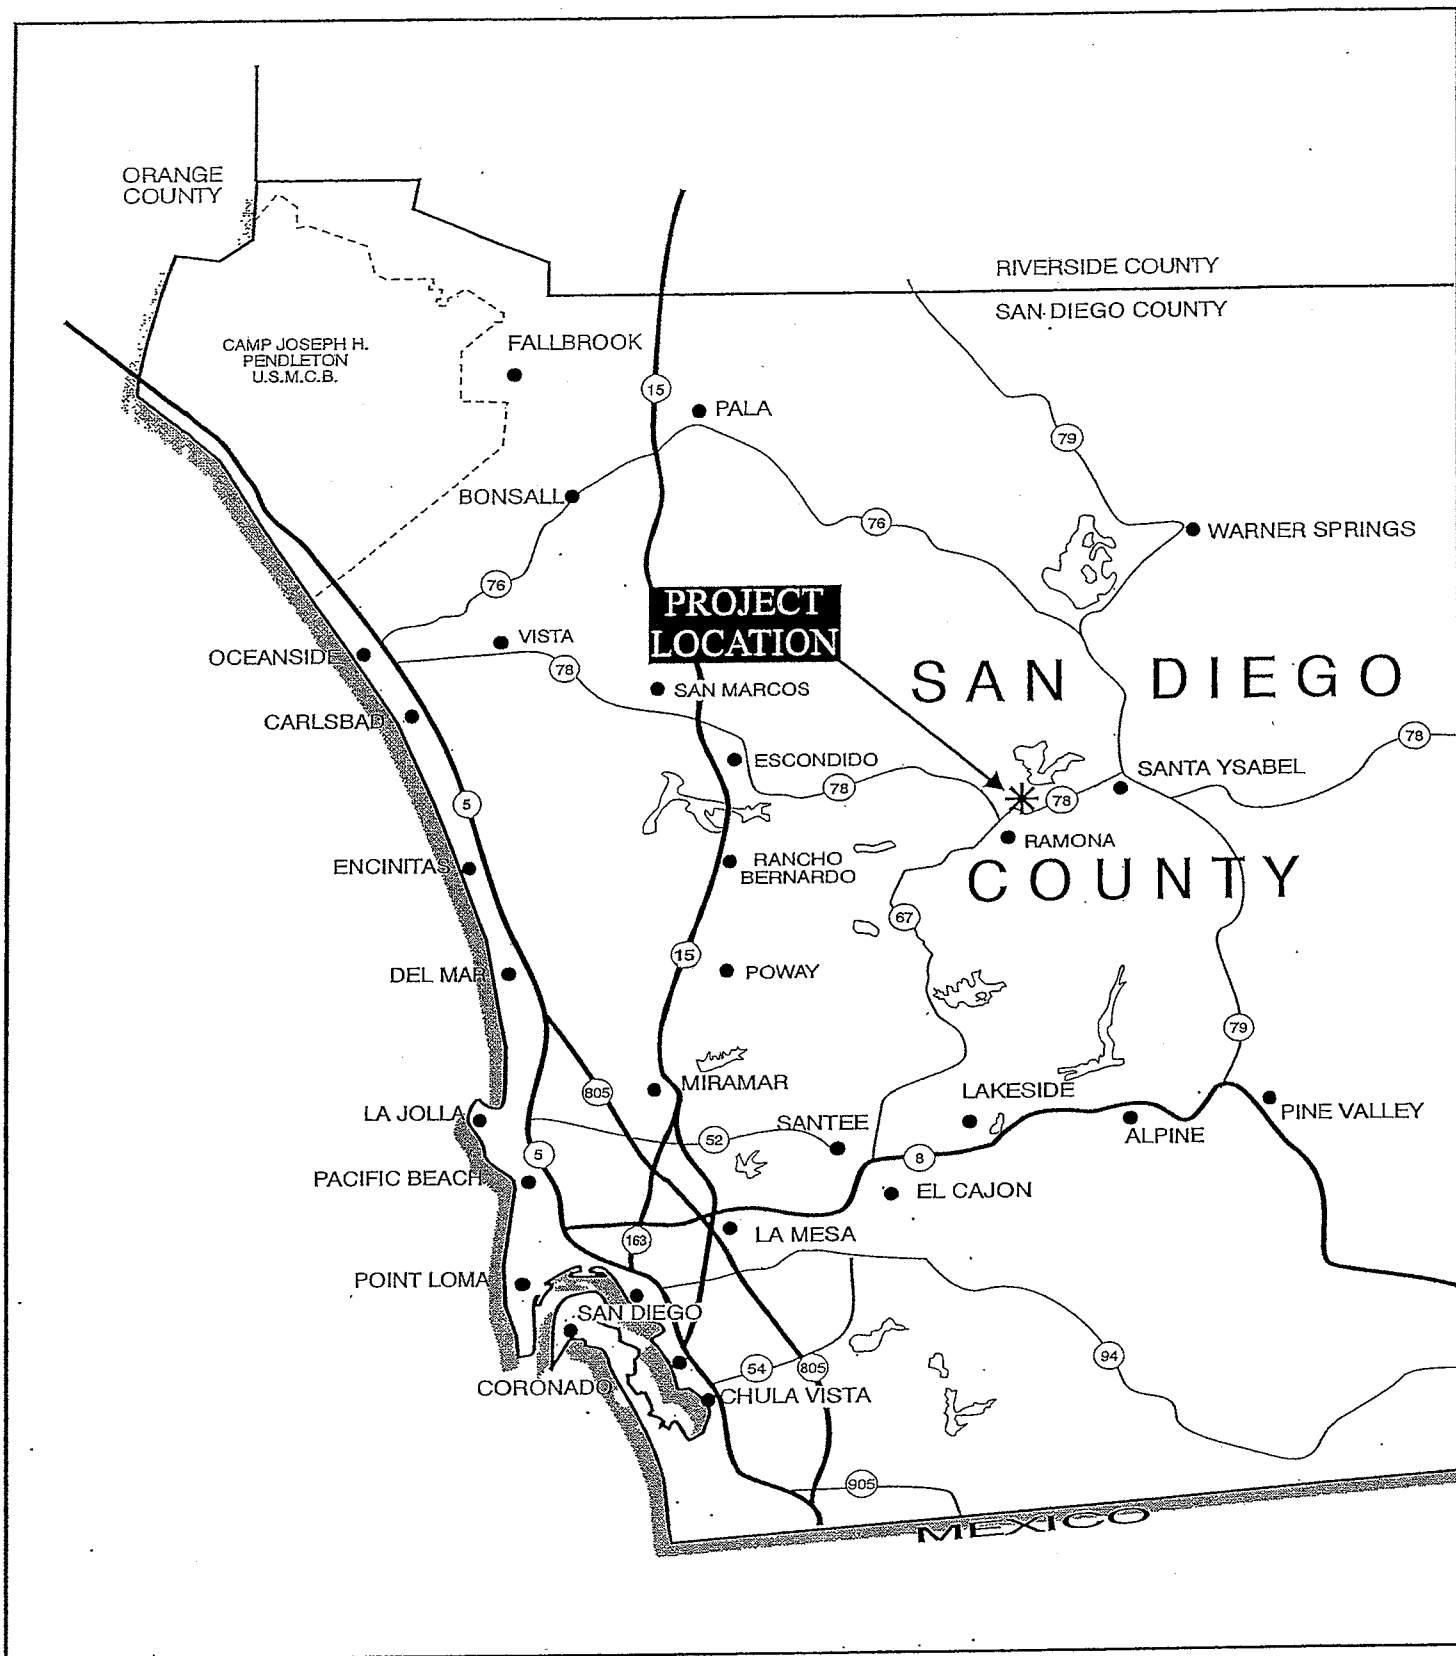 ORANGE
COUNTY
RIVERSIDE COUNTY
SAN DIEGO COUNTY
CAMP JOSEPH H.
PENDLETON
U.S.M.C.B.
FALLBROOK
15
PALA
79
BONSALL
76
WARNER SPRINGS
76
PROJECT
LOCATION
VISTA
OCEANSIDE
78
SAN MARCOS
SAN DIEGO
CARLSBAD
78
ESCONDIDO
SANTA YSABEL
78
78
5
RAMONA
ENCINITAS
RANCHO
BERNARDO
COUNTY
67
15
DEL MAR
POWAY
79
805
MIRAMAR
LAKESIDE
LA JOLLA
PINE VALLEY
52
SANTEE
ALPINE
5
8
PACIFIC BEACH
EL CAJON
163
LA MESA
POINT LOMA
SAN DIEGO
94
54
805
CORONADO
CHULA VISTA
905
MEXICO